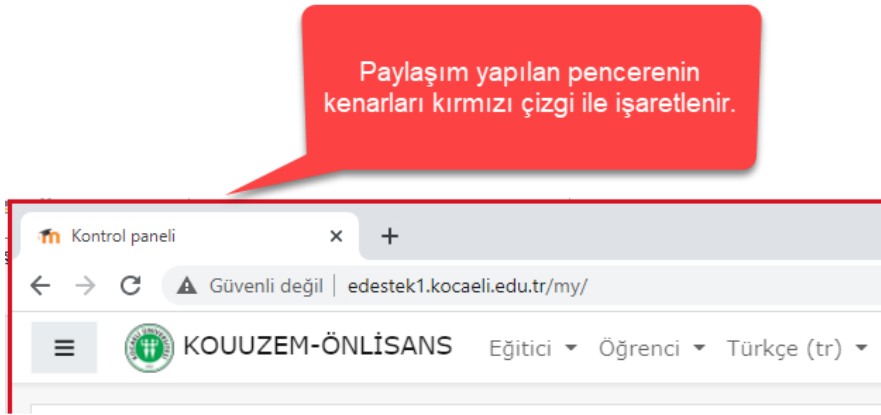 Paylaşım yapılan pencerenin
kenarları kırmızı çizgi ile işaretlenir.
Kontrol paneli
Güvenli değil | edestek1.kocaeli.edu.tr/my/
KOUUZEM-ÖNLİSANS Eğitici Öğrenci Türkçe (tr)